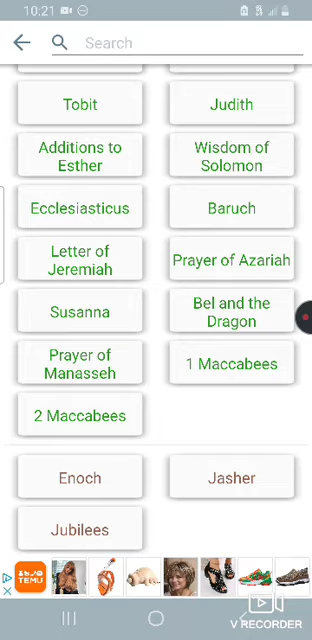 10:21
Search
Tobit
Judith
Additions to
Esther
Wisdom of
Solomon
Ecclesiasticus
Baruch
Letter of
Jeremiah
Prayer of Azariah
Susanna
Bel and the
Dragon
Prayer of
Manasseh
1 Maccabees
2 Maccabees
Enoch
Jasher
Jubilees
TEMU
V RECORDER